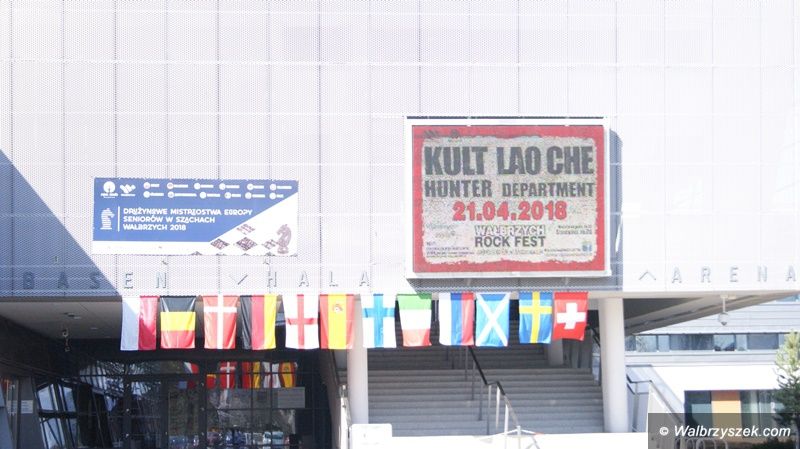 KULT LAO CHE
HUNTER DEPARTMENT
21.04.2018
WAŁBRZYCH
ROCK FEST
DRUŻYNOWE MISTRZOSTWA EUROPY
SENIORÓW W SZACHACH
WAŁBRZYCH 2018
BASEN HALA ARENA
© Walbrzyszek.com